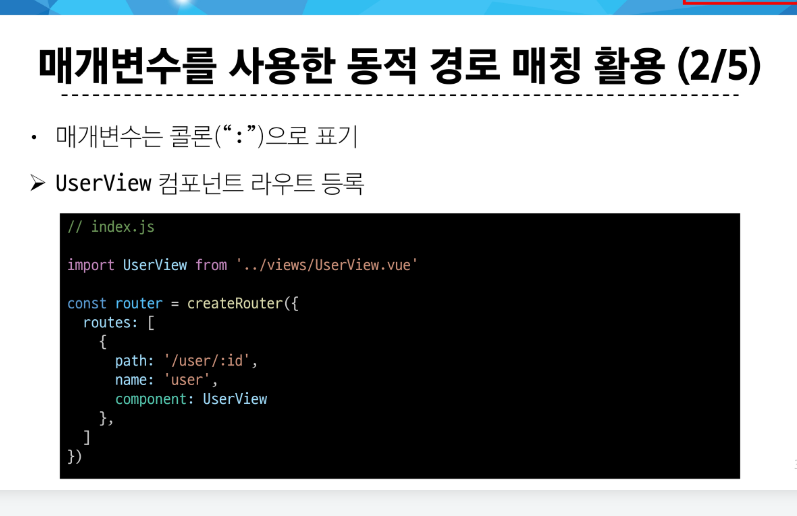 매개변수를 사용한 동적 경로 매칭 활용 (2/5)
• 매개변수는 콜론(“:”)으로 표기
➢ UserView 컴포넌트 라우트 등록
// index.js
import UserView from '../views/UserView.vue'
const router = createRouter({
  routes: [
    {
      path: '/user/:id',
      name: 'user',
      component: UserView
    },
  ]
})